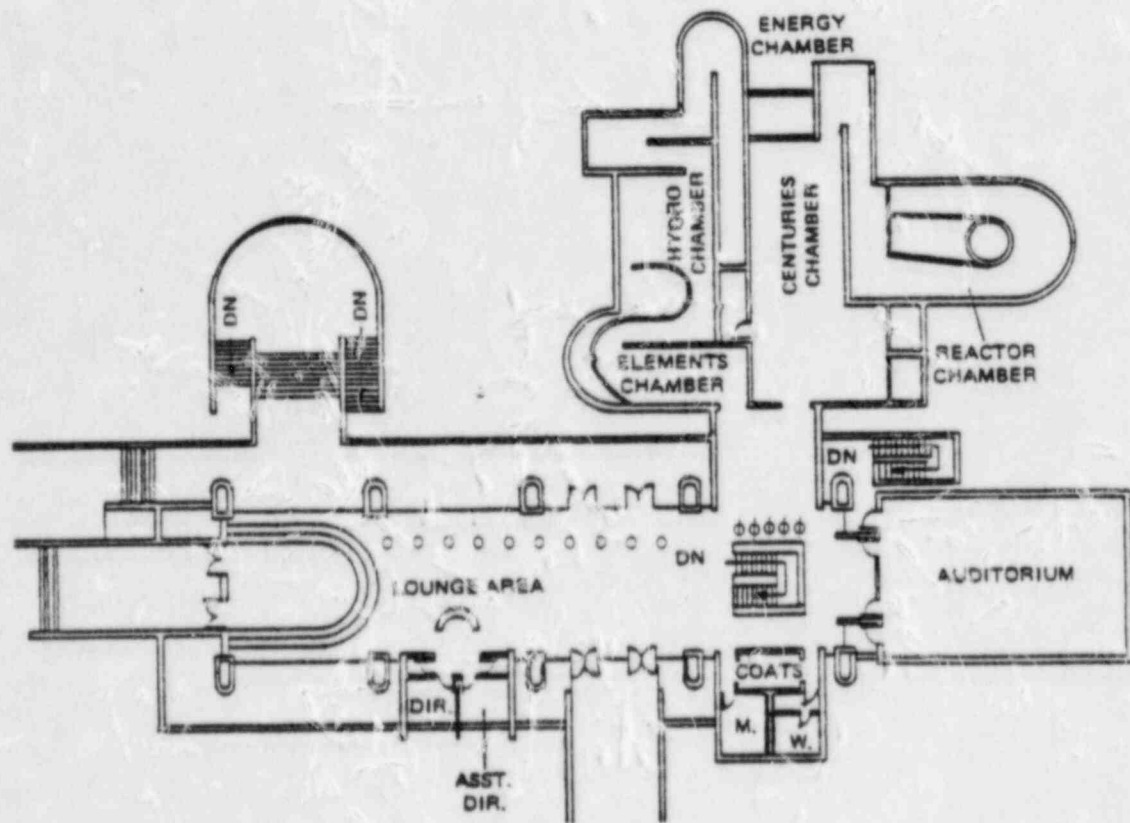 ENERGY
CHAMBER
HYDRO
CHAMBER
CENTURIES
CHAMBER
DN
DN
ELEMENTS
CHAMBER
REACTOR
CHAMBER
DN
DN
AUDITORIUM
LOUNGE AREA
COATS
DIR.
M.
W.
ASST.
DIR.